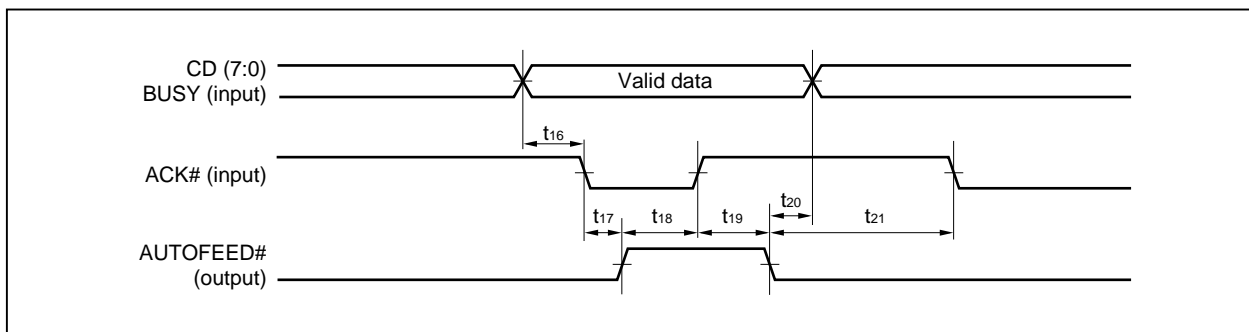 CD (7:0)
BUSY (input)
Valid data
t16
ACK# (input)
t17
t18
t19
t20
t21
AUTOFEED#
(output)